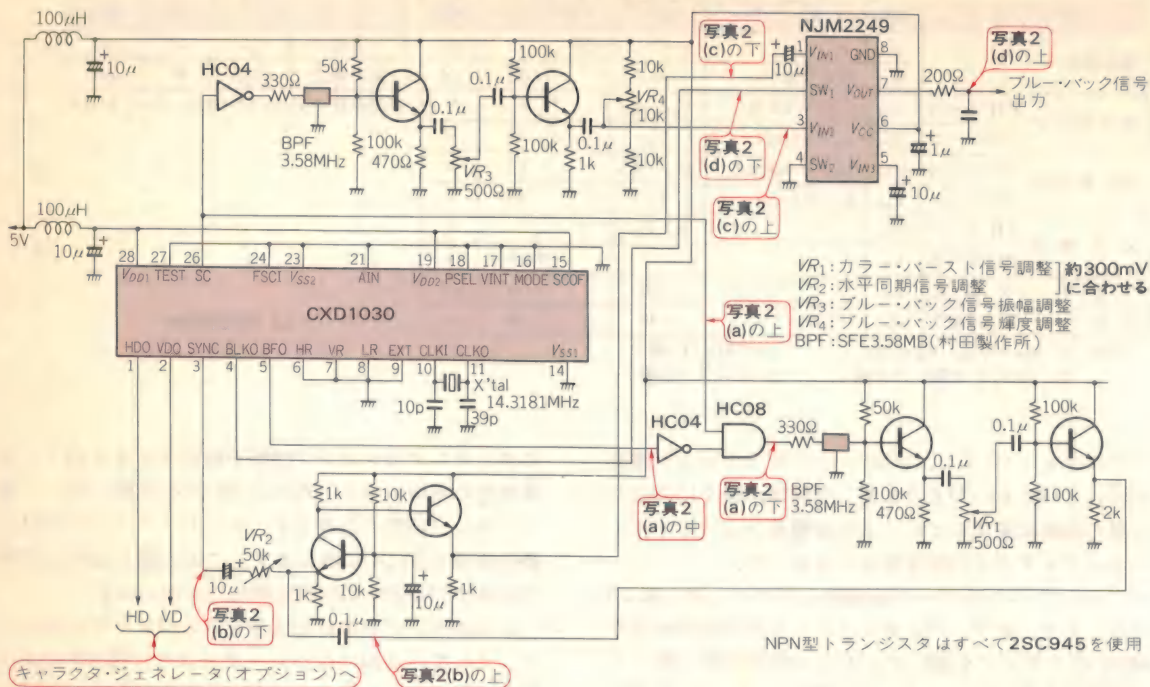 100μH
10μ
HC04
330Ω
BPF
3.58MHz
50k
100k
470Ω
0.1μ
VR3
500Ω
0.1μ
100k
100k
0.1μ
1k
10k
VR4
10k
10k
写真2
(c)の下
写真2
(d)の下
写真2
(c)の上
NJM2249
10μ
1 VIN1
SW1
3 VIN2
4 SW2
GND 8
VOUT 7
VCC 6
VIN3 5
200Ω
写真2
(d)の上
ブルー・バック信号
出力
1μ
10μ
5V
100μH
10μ
28 27 26 24 23 21 19 18 17 16 15
VDD1 TEST SC FSCI VSS2 AIN VDD2 PSEL VINT MODE SCOF
CXD1030
HDO VDO SYNC BLKO BFO HR VR LR EXT CLKI CLKO VSS1
1 2 3 4 5 6 7 8 9 10 11 14
X'tal
14.3181MHz
10p
39p
写真2
(a)の上
VR1:カラー・バースト信号調整
VR2:水平同期信号調整
約300mV
に合わせる
VR3:ブルー・バック信号振幅調整
VR4:ブルー・バック信号輝度調整
BPF:SFE3.58MB(村田製作所)
HC04
HC08
330Ω
写真2
(a)の中
写真2
(a)の下
BPF
3.58MHz
50k
100k
470Ω
0.1μ
VR1
500Ω
0.1μ
100k
100k
2k
VR2
50k
10μ
1k
10k
1k
10k
10μ
1k
0.1μ
HD VD
写真2
(b)の下
キャラクタ・ジェネレータ(オプション)へ
写真2(b)の上
NPN型トランジスタはすべて2SC945を使用